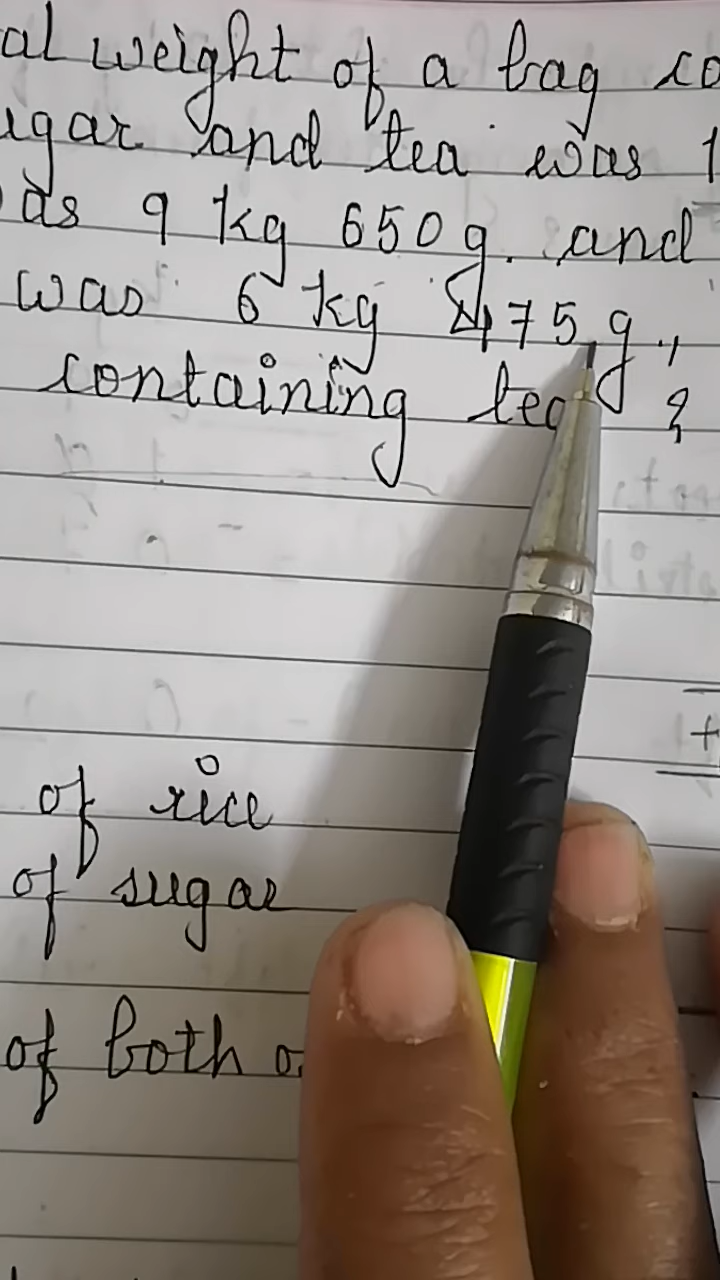 al weight of a bag co
ugar and tea was 1
as 9 kg 650 g. and
was 6 kg 475 g.,
containing tea ?
of rice
of sugar
of both
+